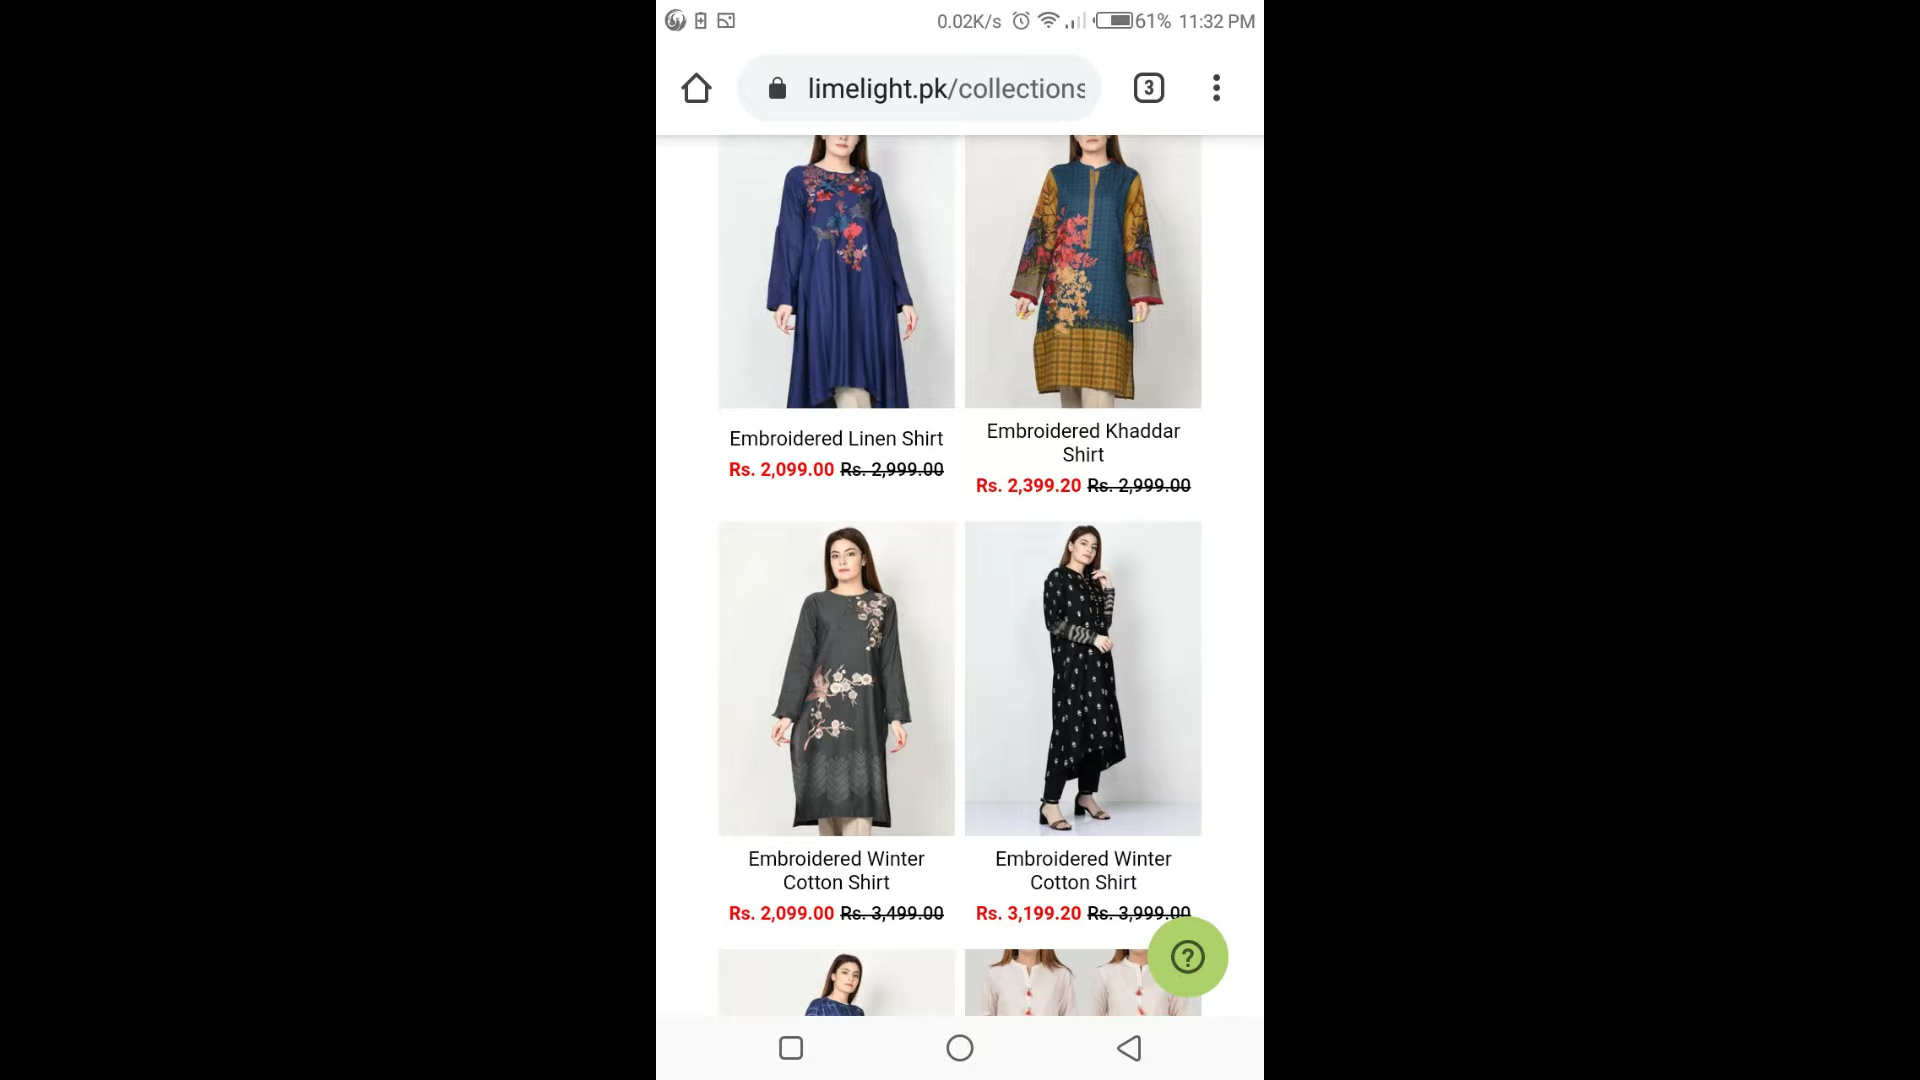 0.02K/s 61% 11:32 PM
limelight.pk/collections 3
Embroidered Linen Shirt
Rs. 2,099.00 Rs. 2,999.00
Embroidered Khaddar
Shirt
Rs. 2,399.20 Rs. 2,999.00
Embroidered Winter
Cotton Shirt
Rs. 2,099.00 Rs. 3,499.00
Embroidered Winter
Cotton Shirt
Rs. 3,199.20 Rs. 3,999.00
?